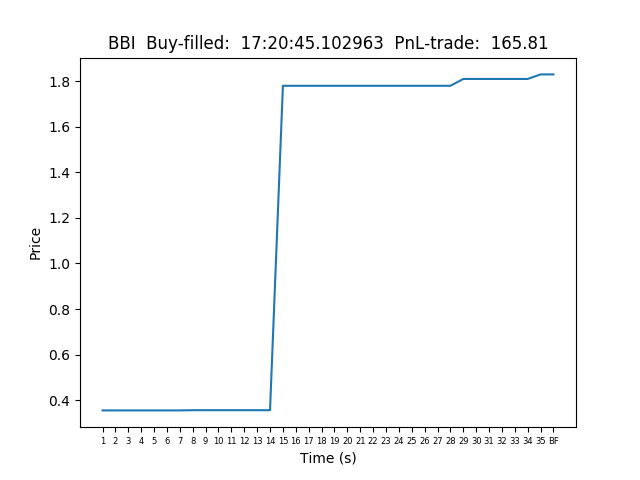 BBI  Buy-filled:  17:20:45.102963  PnL-trade:  165.81
Price
1.8
1.6
1.4
1.2
1.0
0.8
0.6
0.4
1 2 3 4 5 6 7 8 9 10 11 12 13 14 15 16 17 18 19 20 21 22 23 24 25 26 27 28 29 30 31 32 33 34 35 BF
Time (s)